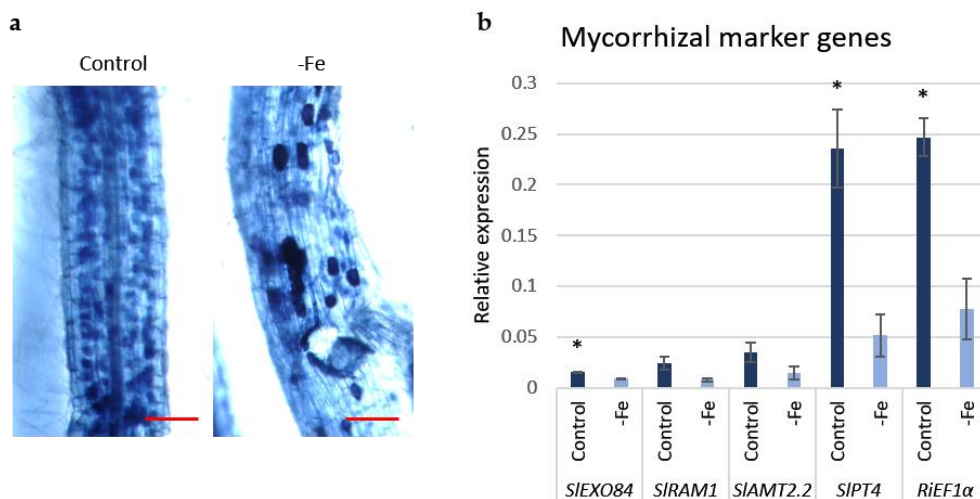 a
Control
-Fe
b
Mycorrhizal marker genes
Relative expression
0.3
0.25
0.2
0.15
0.1
0.05
0
*
*
*
Control
-Fe
Control
-Fe
Control
-Fe
Control
-Fe
Control
-Fe
SlEXO84
SlRAM1
SlAMT2.2
SlPT4
RiEF1α